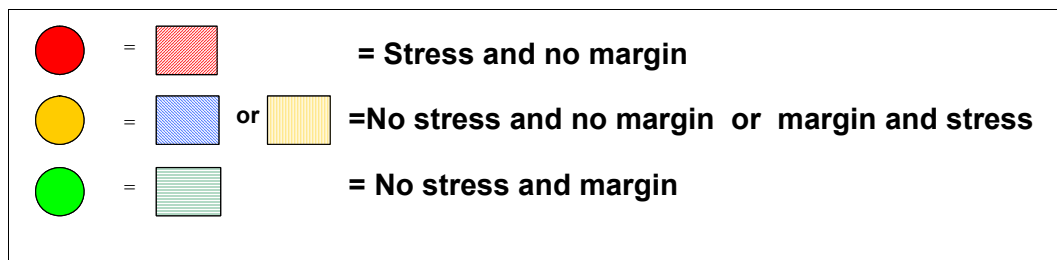 = = Stress and no margin
= or =No stress and no margin or margin and stress
= = No stress and margin